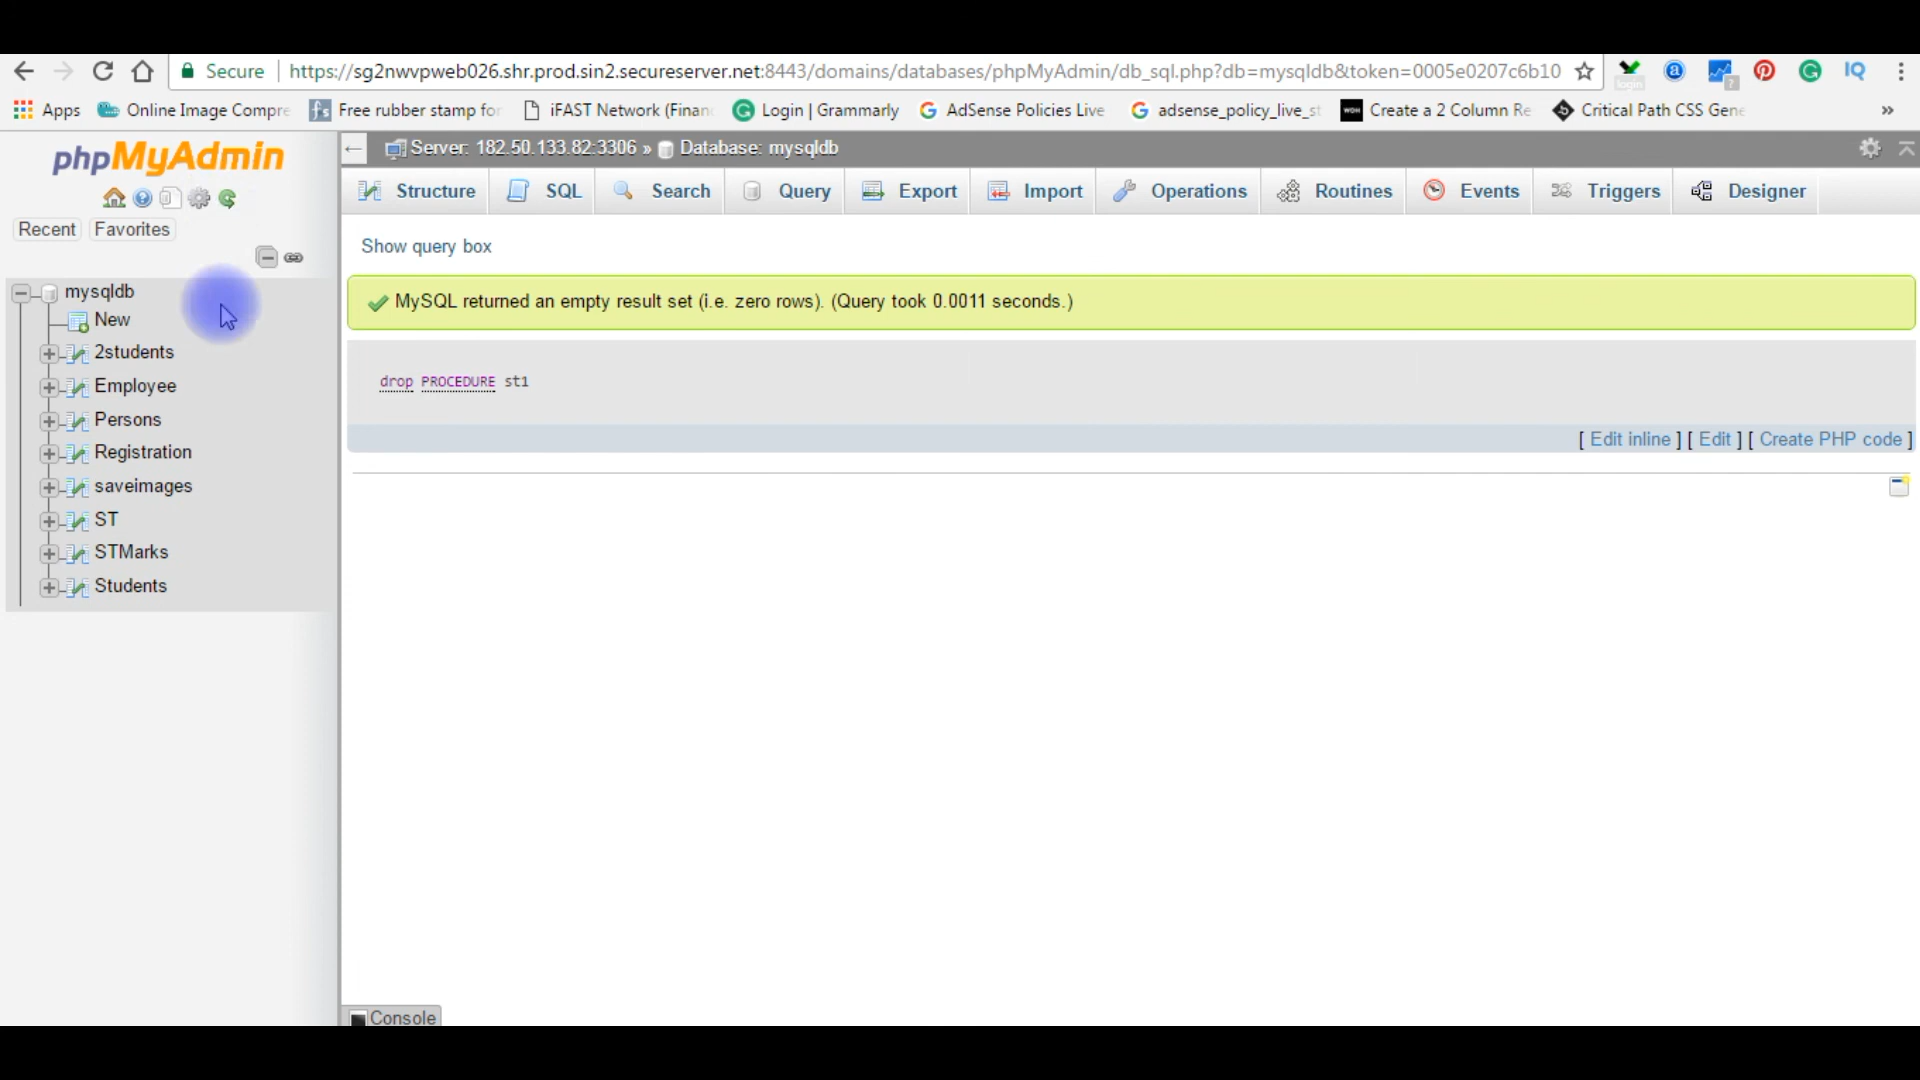 Secure https://sg2nwvpweb026.shr.prod.sin2.secureserver.net:8443/domains/databases/phpMyAdmin/db_sql.php?db=mysqldb&token=0005e0207c6b10
Apps Online Image Compre Free rubber stamp for iFAST Network (Finan Login | Grammarly AdSense Policies Live adsense_policy_live_st Create a 2 Column Re Critical Path CSS Gene »
phpMyAdmin
← Server: 182.50.133.82:3306 » Database: mysqldb
Structure SQL Search Query Export Import Operations Routines Events Triggers Designer
Recent Favorites
Show query box
mysqldb
New
2students
Employee
Persons
Registration
saveimages
ST
STMarks
Students
MySQL returned an empty result set (i.e. zero rows). (Query took 0.0011 seconds.)
drop PROCEDURE st1
[ Edit inline ] [ Edit ] [ Create PHP code ]
Console